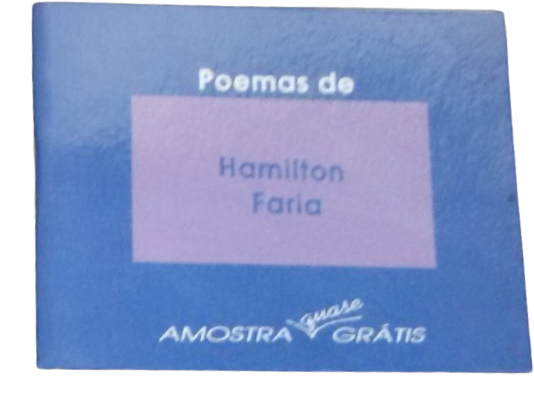 Poemas de
Hamilton
Faria
AMOSTRA quase GRÁTIS